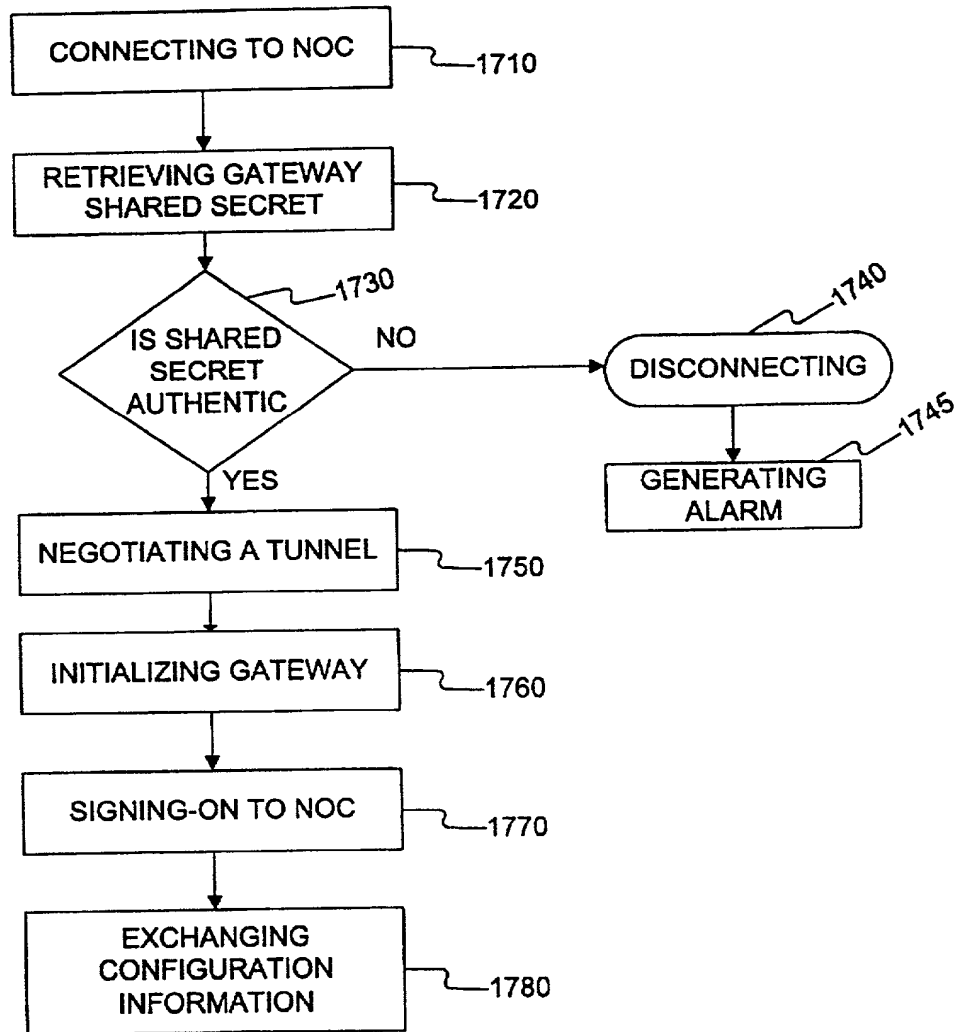 CONNECTING TO NOC
1710
RETRIEVING GATEWAY
SHARED SECRET
1720
1730
IS SHARED
SECRET
AUTHENTIC
NO
1740
DISCONNECTING
1745
GENERATING
ALARM
YES
NEGOTIATING A TUNNEL
1750
INITIALIZING GATEWAY
1760
SIGNING-ON TO NOC
1770
EXCHANGING
CONFIGURATION
INFORMATION
1780